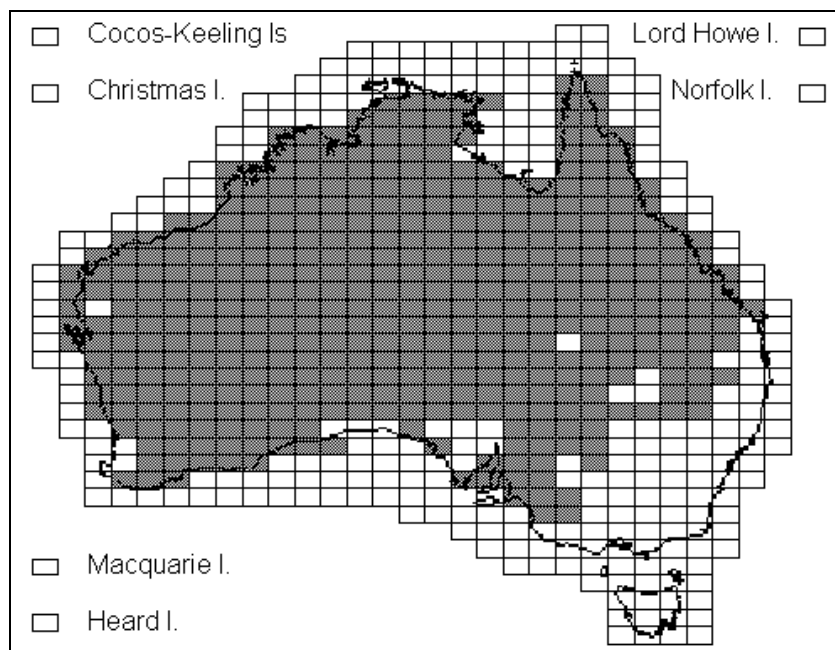 Cocos-Keeling Is
Lord Howe I.
Christmas I.
Norfolk I.
Macquarie I.
Heard I.